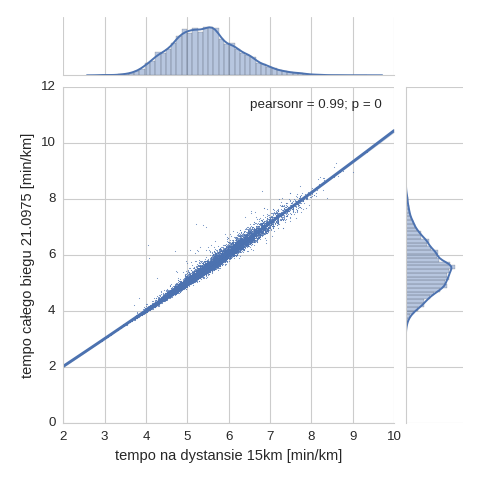 12
pearsonr = 0.99; p = 0
10
8
6
4
2
0
tempo całego biegu 21.0975 [min/km]
2 3 4 5 6 7 8 9 10
tempo na dystansie 15km [min/km]